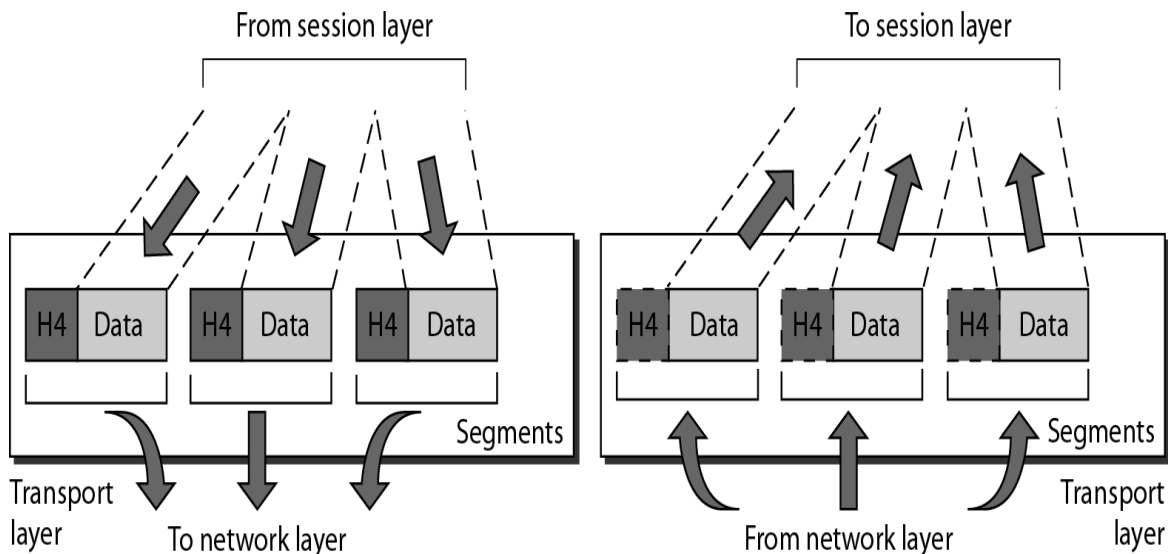 From session layer
H4 Data H4 Data H4 Data
Segments
Transport
layer
To network layer
To session layer
H4 Data H4 Data H4 Data
Segments
Transport
layer
From network layer